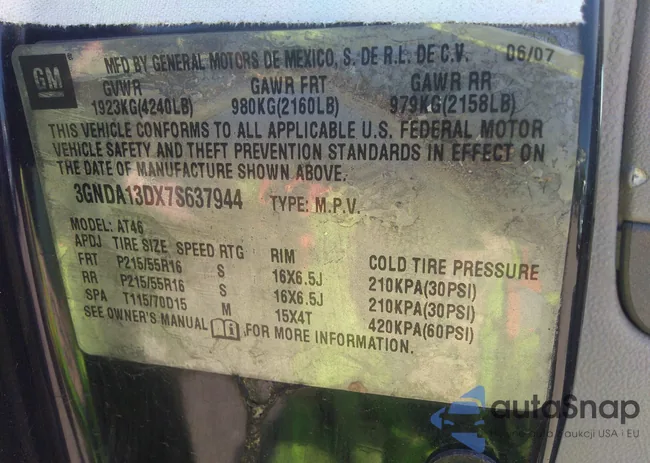 GM
MFD BY GENERAL MOTORS DE MEXICO, S. DE R.L. DE C.V. 06/07
GVWR GAWR FRT GAWR RR
1923KG(4240LB) 980KG(2160LB) 979KG(2158LB)
THIS VEHICLE CONFORMS TO ALL APPLICABLE U.S. FEDERAL MOTOR
VEHICLE SAFETY AND THEFT PREVENTION STANDARDS IN EFFECT ON
THE DATE OF MANUFACTURE SHOWN ABOVE.
3GNDA13DX7S637944 TYPE: M.P.V.
MODEL: AT46
APDJ TIRE SIZE SPEED RTG RIM COLD TIRE PRESSURE
FRT P215/55R16 S 16X6.5J 210KPA(30PSI)
RR P215/55R16 S 16X6.5J 210KPA(30PSI)
SPA T115/70D15 M 15X4T 420KPA(60PSI)
SEE OWNER'S MANUAL FOR MORE INFORMATION.
autoSnap
aukcji USA i EU